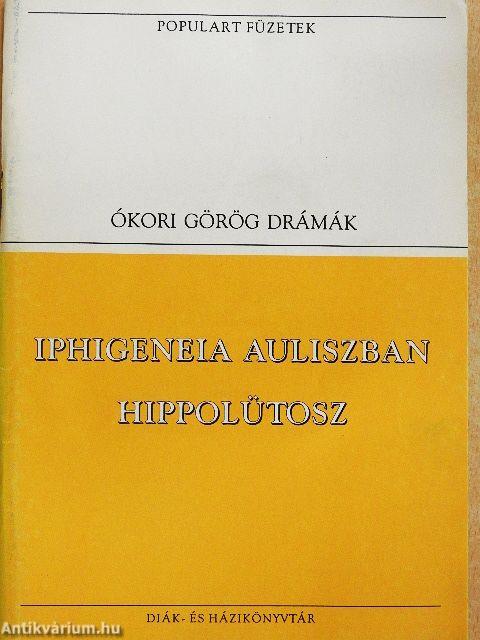 POPULART FÜZETEK
ÓKORI GÖRÖG DRÁMÁK
IPHIGENEIA AULISZBAN
HIPPOLÜTOSZ
DIÁK- ÉS HÁZIKÖNYVTÁR
Antikvárium.hu